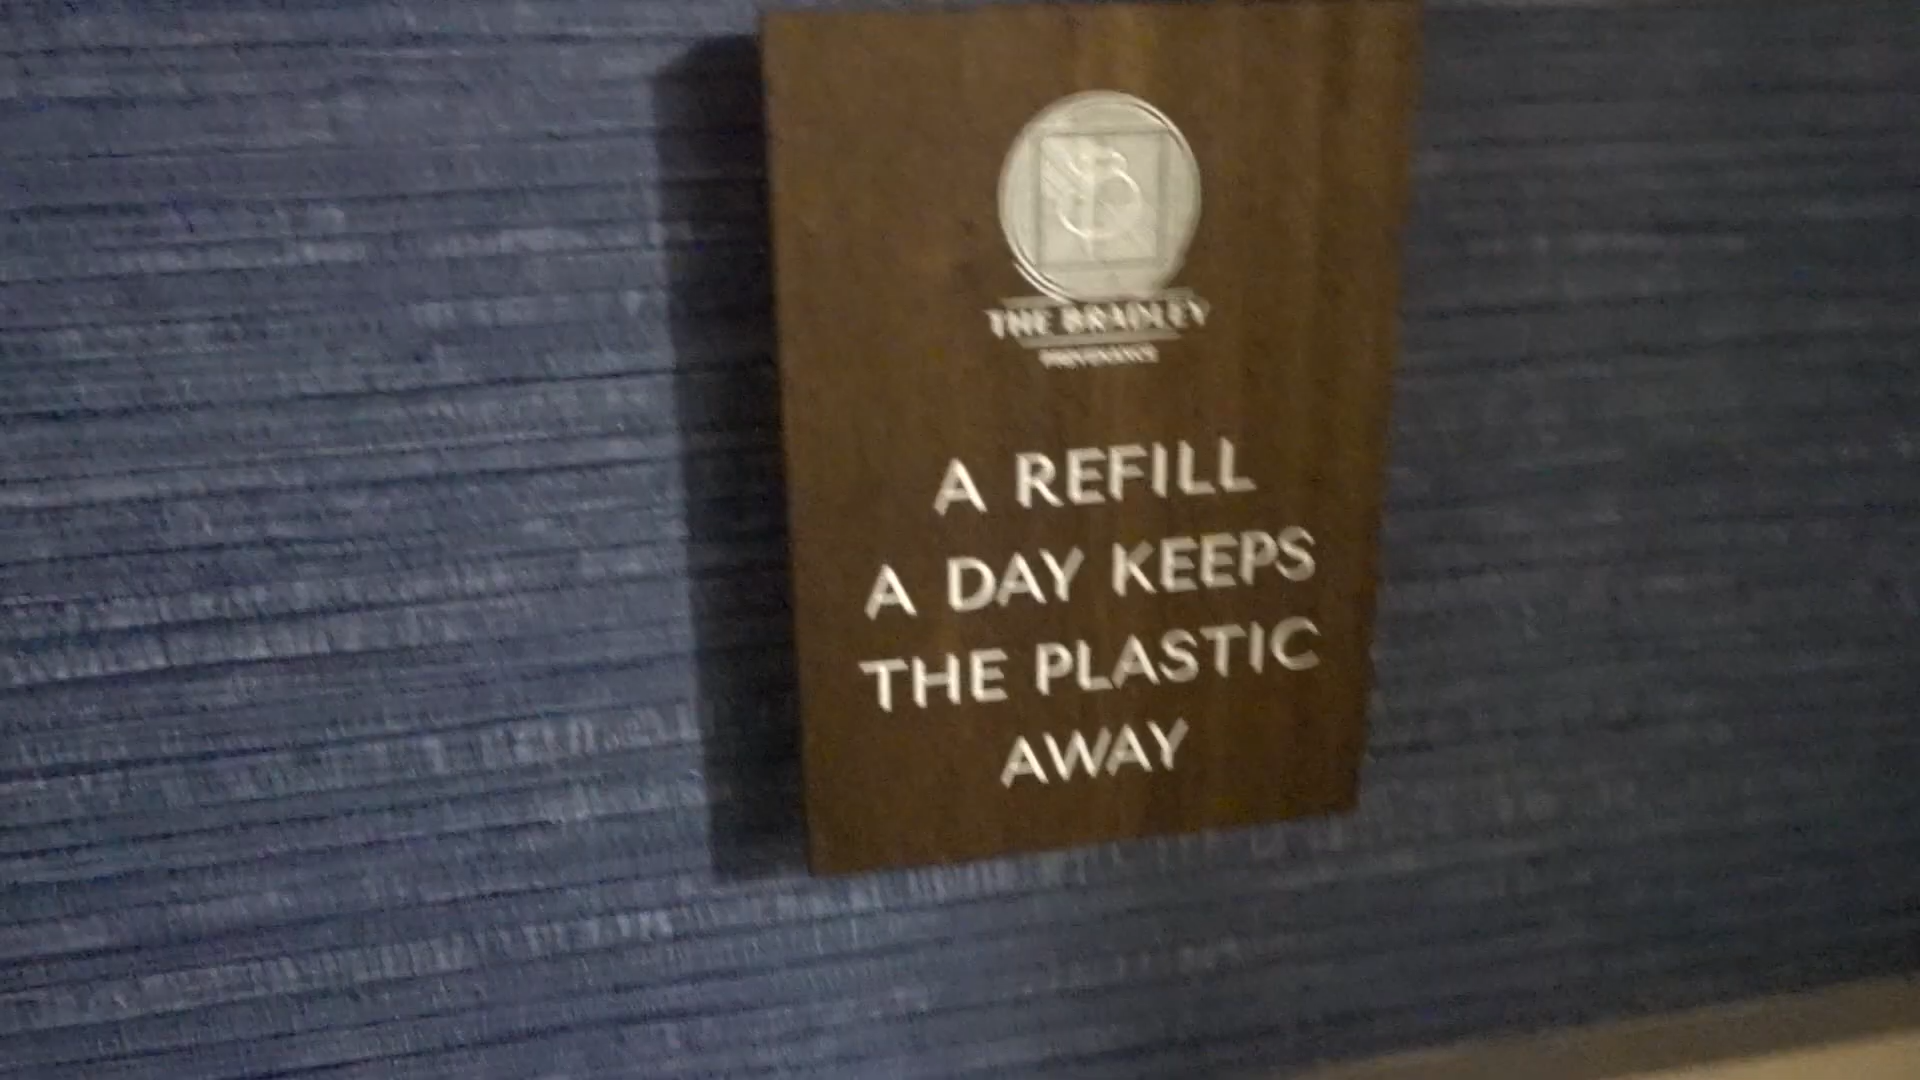 B
THE BRADLEY
A REFILL
A DAY KEEPS
THE PLASTIC
AWAY